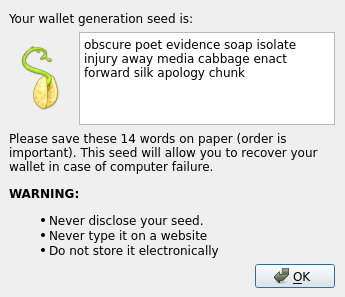 Your wallet generation seed is:
obscure poet evidence soap isolate
injury away media cabbage enact
forward silk apology chunk
Please save these 14 words on paper (order is
important). This seed will allow you to recover your
wallet in case of computer failure.
WARNING:
• Never disclose your seed.
• Never type it on a website
• Do not store it electronically
OK